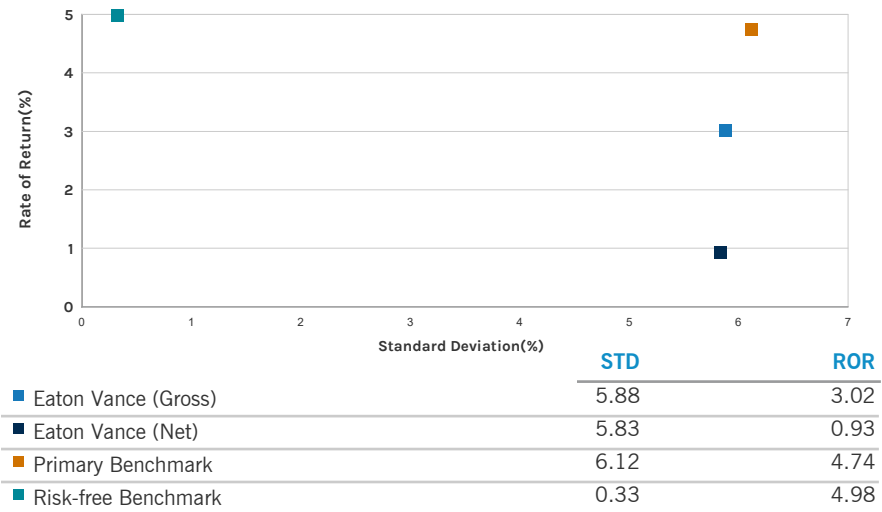 5
4
3
2
1
0
Rate of Return(%)
0 1 2 3 4 5 6 7
Standard Deviation(%)
STD ROR
Eaton Vance (Gross) 5.88 3.02
Eaton Vance (Net) 5.83 0.93
Primary Benchmark 6.12 4.74
Risk-free Benchmark 0.33 4.98